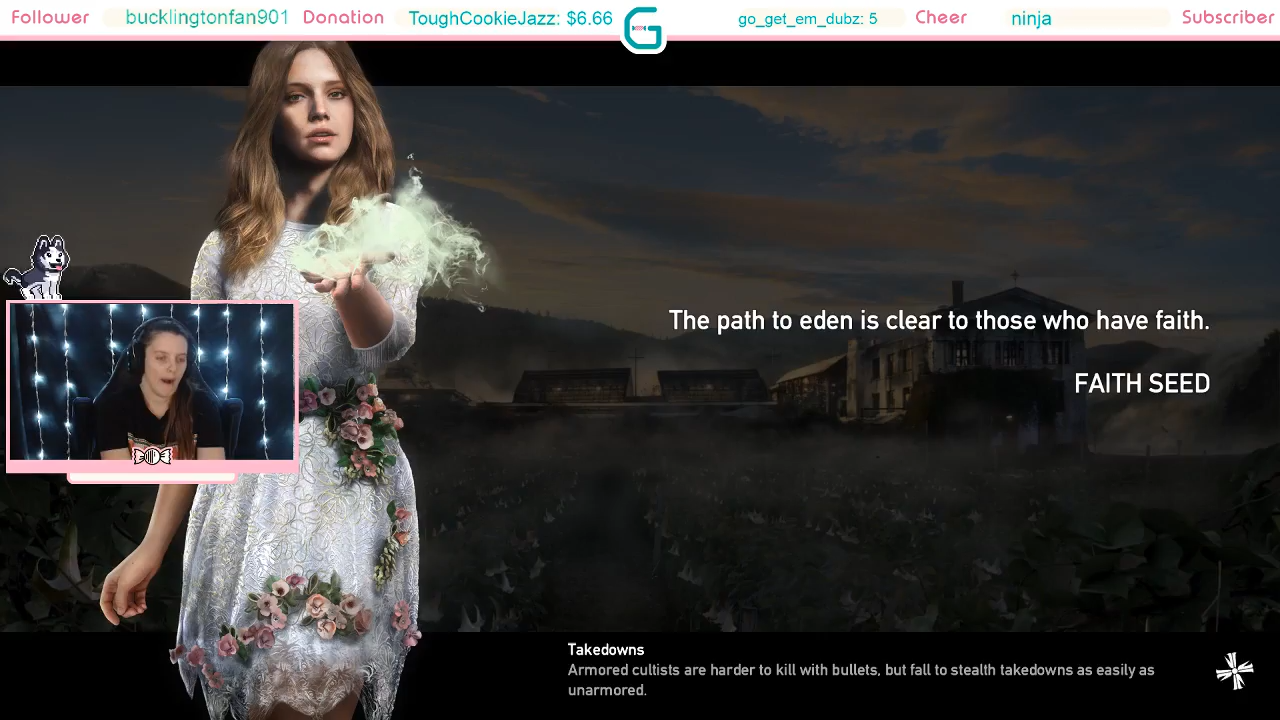 Follower bucklingtonfan901 Donation ToughCookieJazz: $6.66 G go_get_em_dubz: 5 Cheer ninja Subscriber
The path to eden is clear to those who have faith.
FAITH SEED
Takedowns
Armored cultists are harder to kill with bullets, but fall to stealth takedowns as easily as
unarmored.